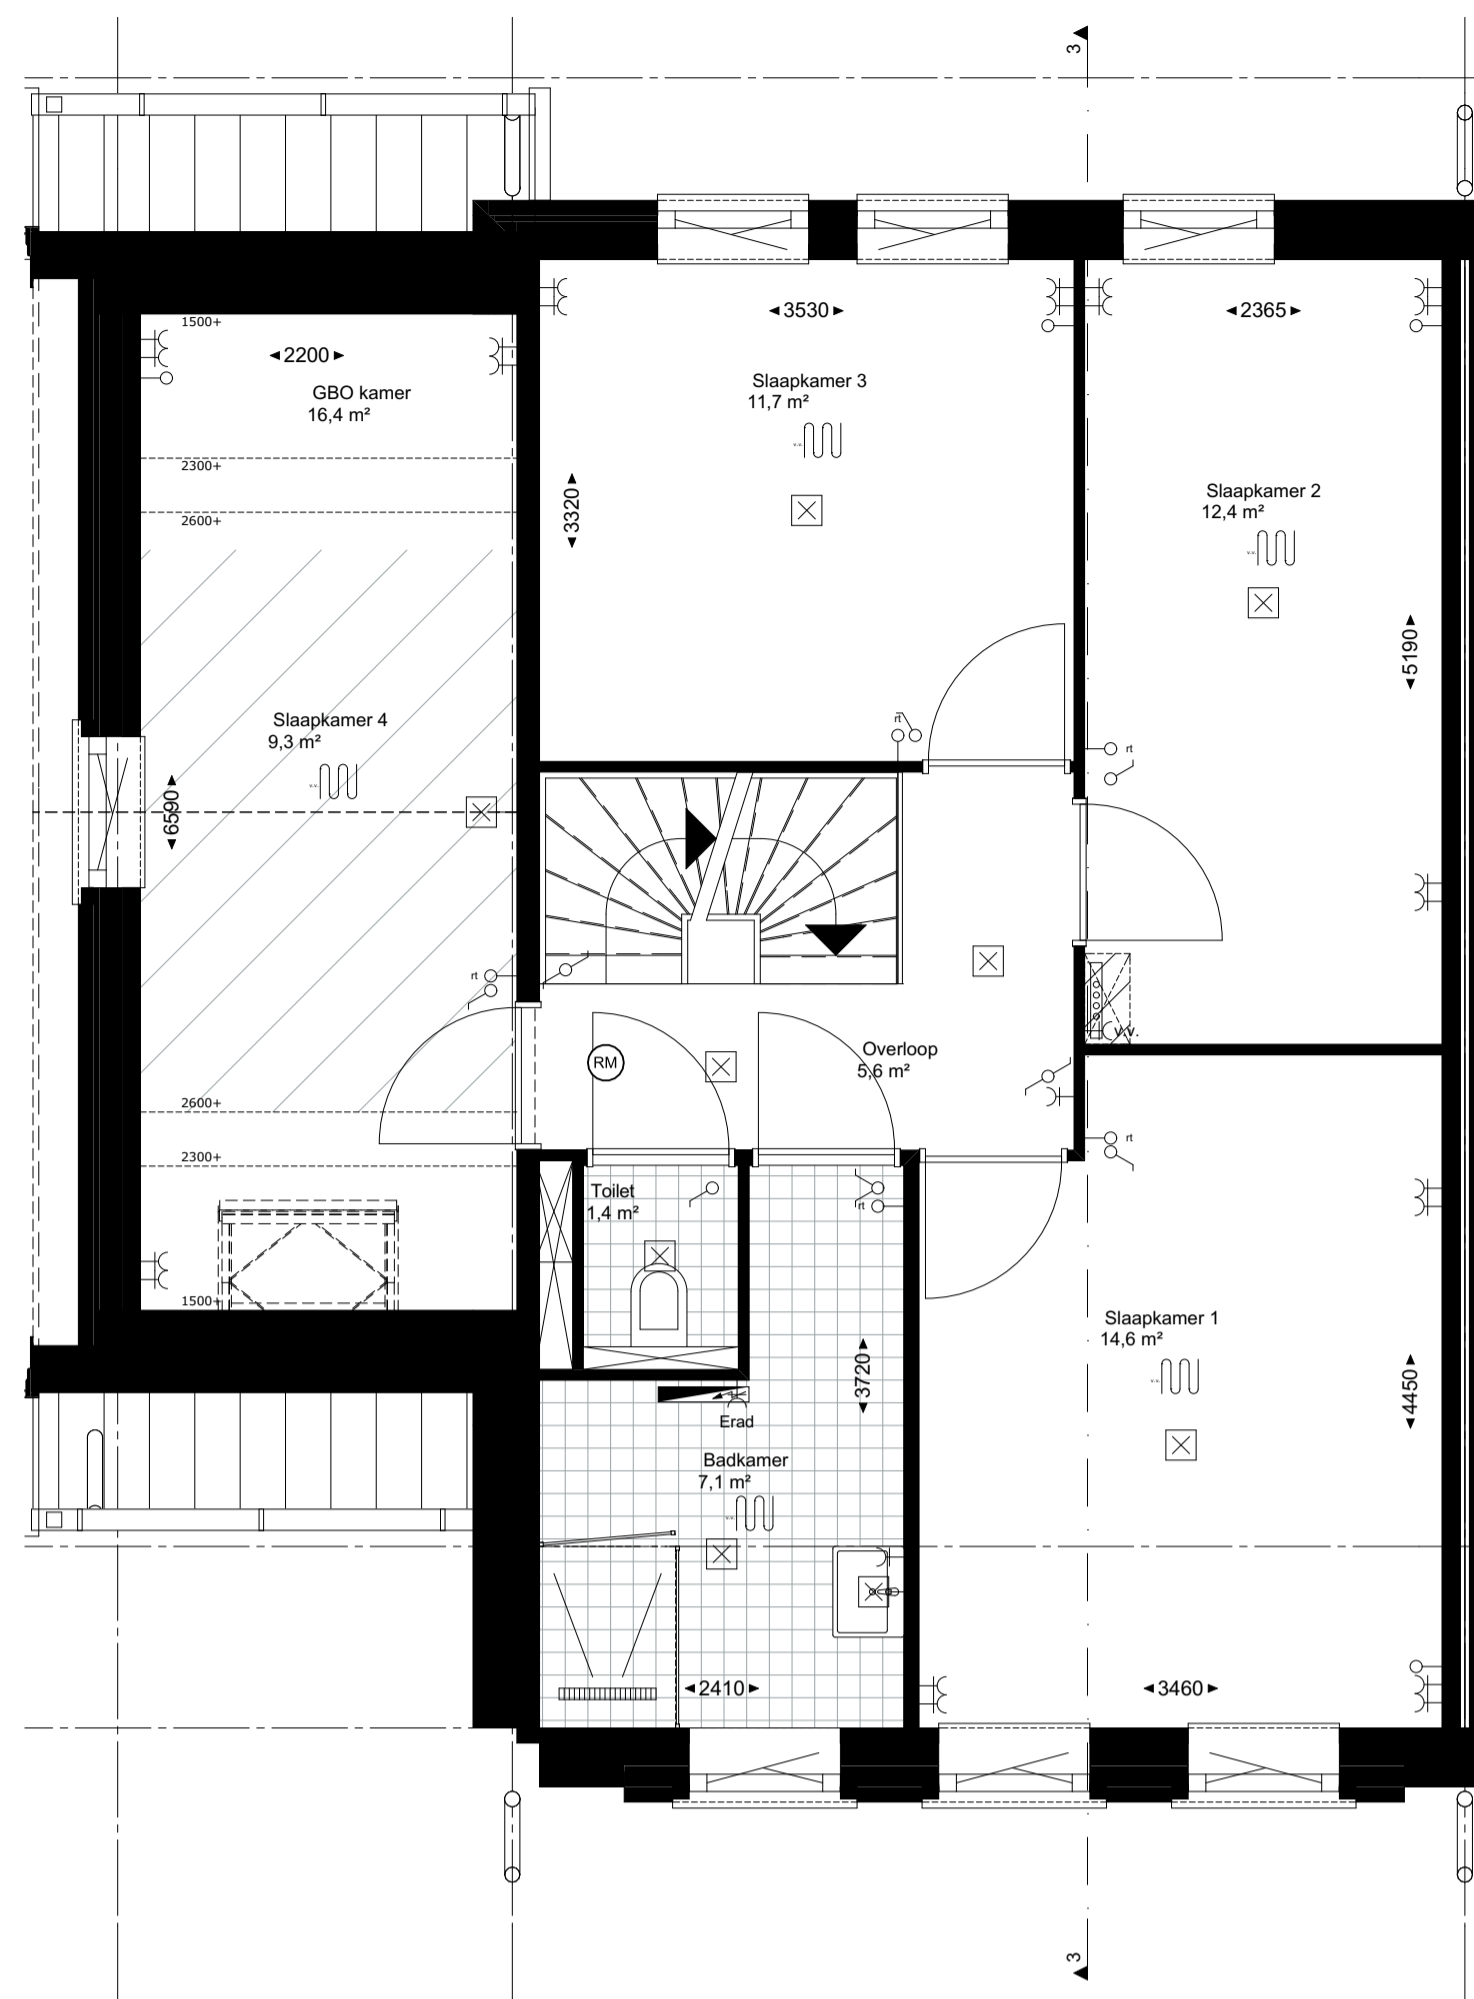 3
1500+
2200
GBO kamer
16,4 m²
2300+
2600+
3530
Slaapkamer 3
11,7 m²
v.v.
3320
2365
Slaapkamer 2
12,4 m²
v.v.
5190
rt
rt
Slaapkamer 4
9,3 m²
v.v.
6590
rt
v.v.
RM
Overloop
5,6 m²
2600+
2300+
1500+
Toilet
1,4 m²
rt
rt
Slaapkamer 1
14,6 m²
v.v.
4450
3720
Erad
Badkamer
7,1 m²
v.v.
2410
3460
3